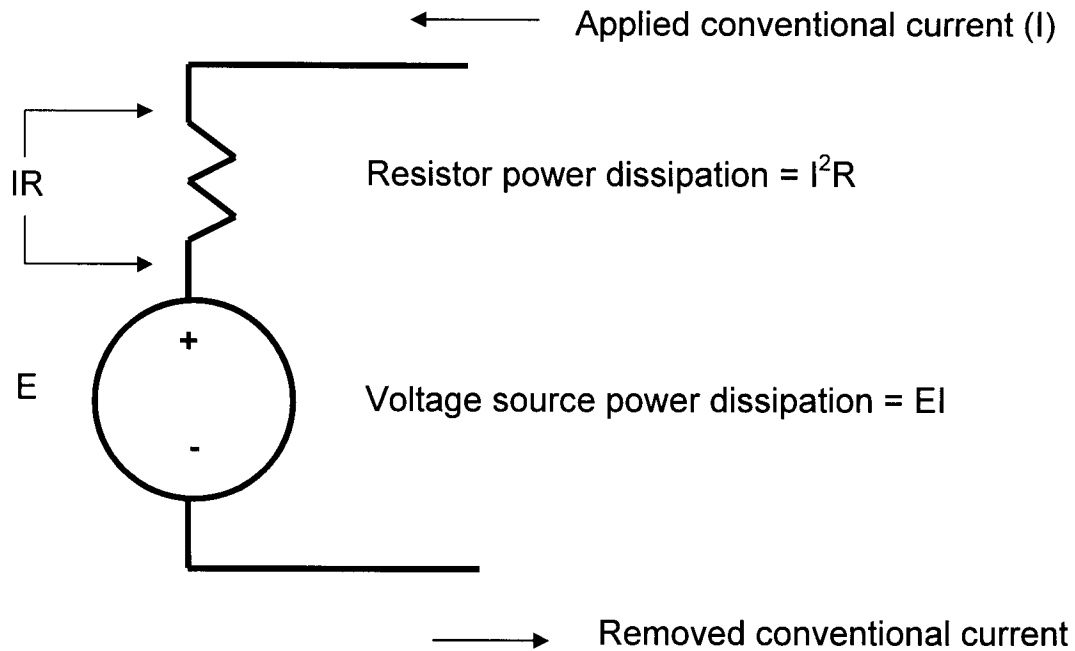 Applied conventional current (I)
IR
Resistor power dissipation = I²R
+
E
Voltage source power dissipation = EI
-
Removed conventional current